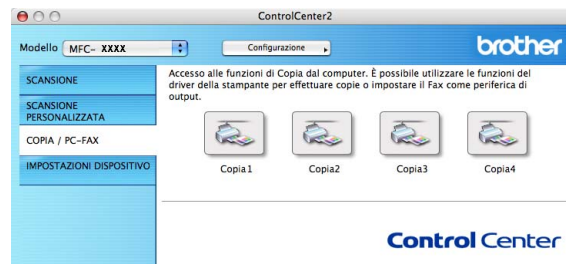 ControlCenter2
Modello MFC- XXXX Configurazione brother
SCANSIONE
SCANSIONE
PERSONALIZZATA
COPIA / PC-FAX
IMPOSTAZIONI DISPOSITIVO
Accesso alle funzioni di Copia dal computer. È possibile utilizzare le funzioni del
driver della stampante per effettuare copie o impostare il Fax come periferica di
output.
Copia1 Copia2 Copia3 Copia4
Control Center